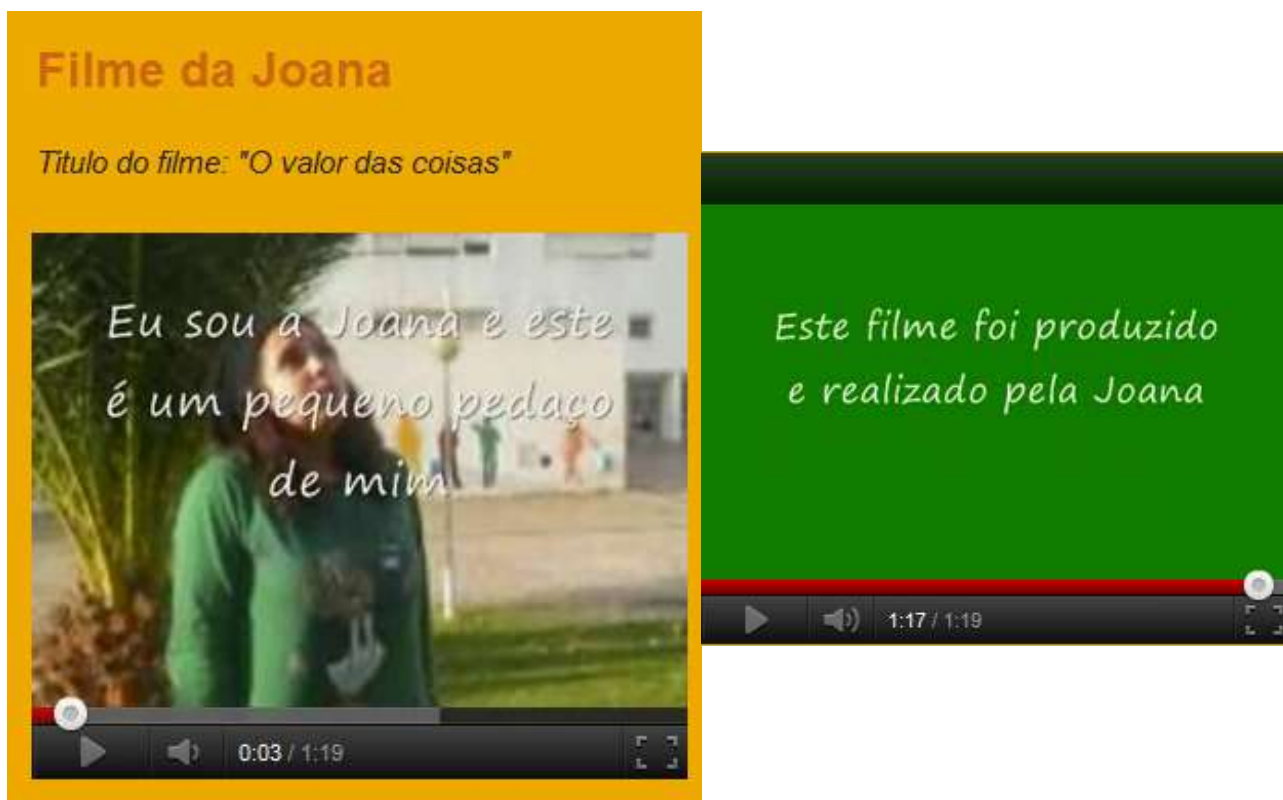 Filme da Joana
Titulo do filme: "O valor das coisas"
Eu sou a Joana e este
é um pequeno pedaço
de mim
0:03 / 1:19
Este filme foi produzido
e realizado pela Joana
1:17 / 1:19